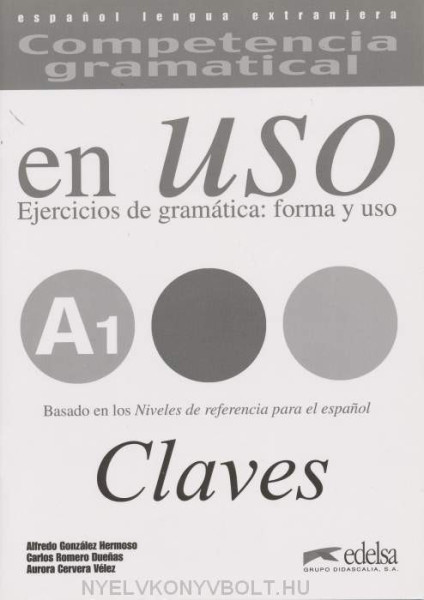 español lengua extranjera
Competencia
gramatical
en uso
Ejercicios de gramática: forma y uso
A1
Basado en los Niveles de referencia para el español
Claves
Alfredo González Hermoso
Carlos Romero Dueñas
Aurora Cervera Vélez
edelsa
GRUPO DIDASCALIA, S.A.
NYELVKONYVBOLT.HU